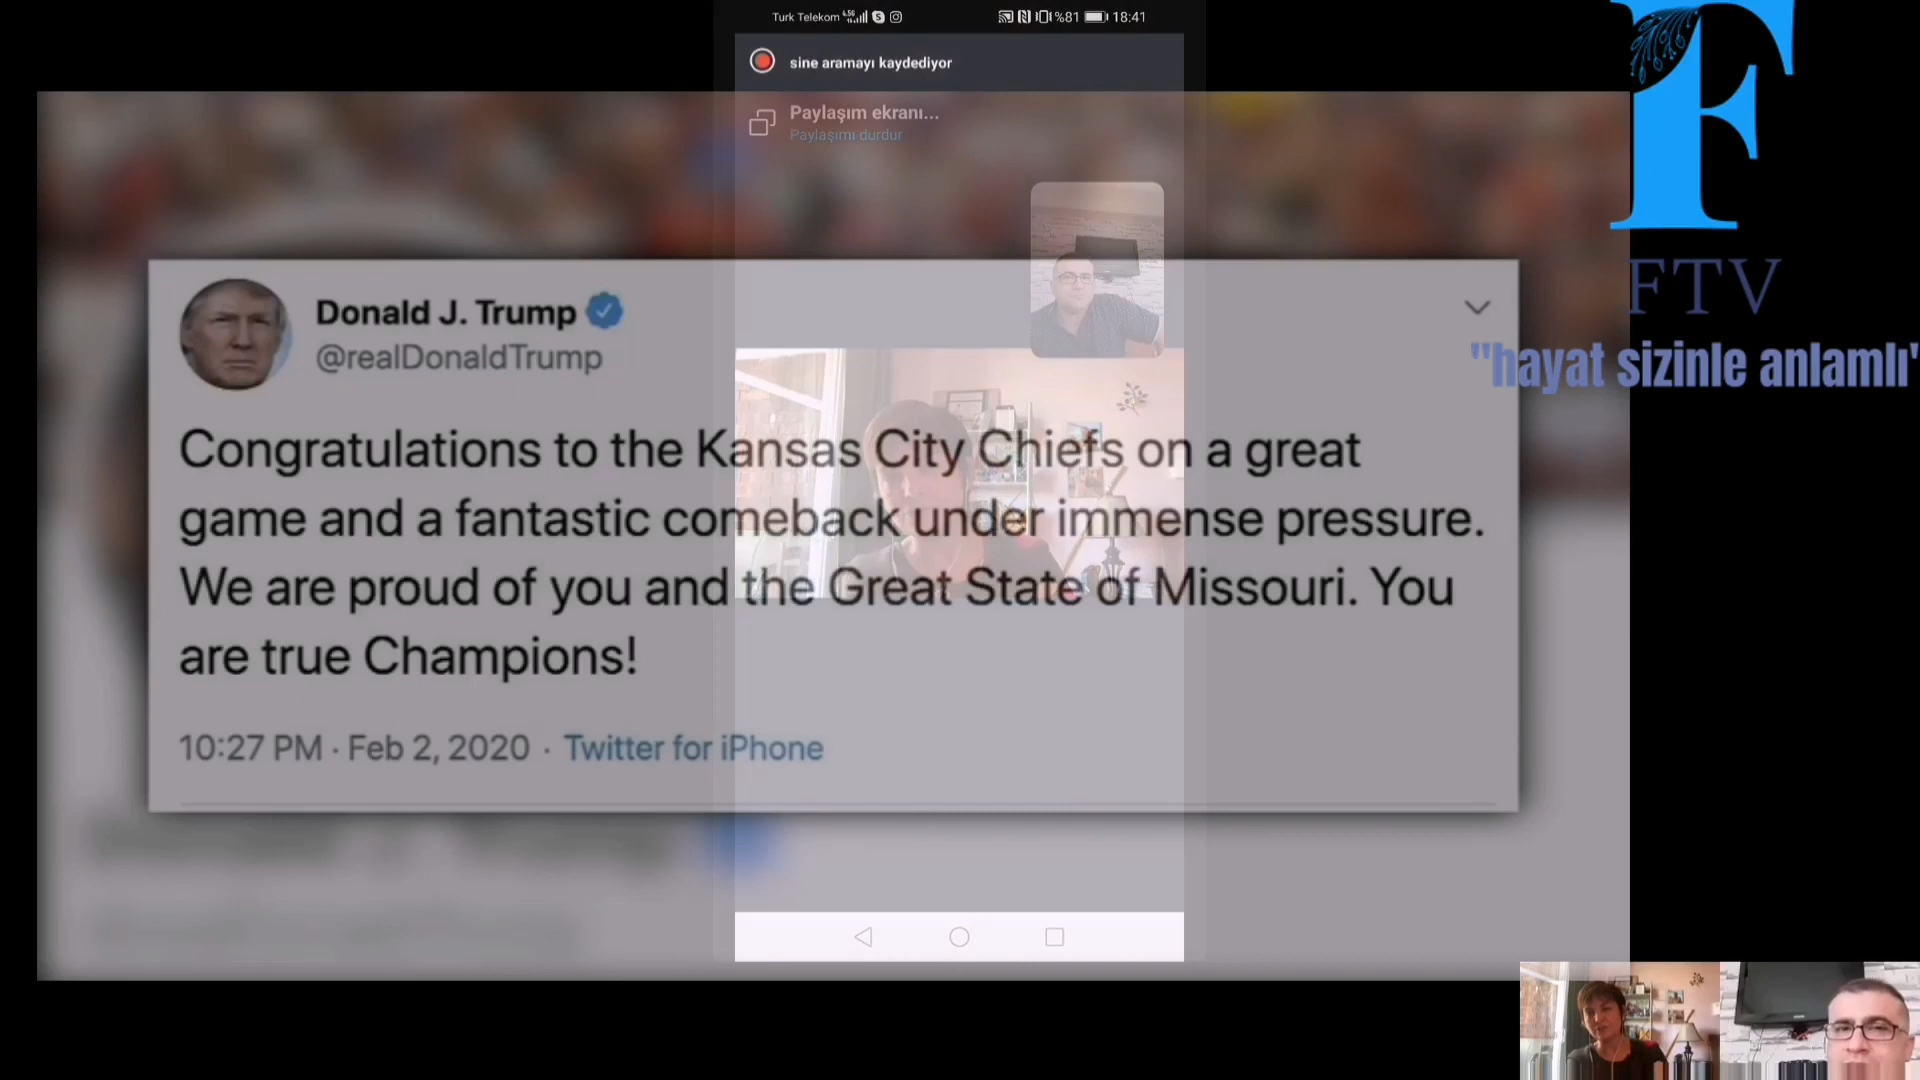 Turk Telekom 4.5G %81 18:41
sine aramayı kaydediyor
Paylaşım ekranı...
Paylaşımı durdur
F
FTV
"hayat sizinle anlamlı"
Donald J. Trump
@realDonaldTrump
Congratulations to the Kansas City Chiefs on a great
game and a fantastic comeback under immense pressure.
We are proud of you and the Great State of Missouri. You
are true Champions!
10:27 PM · Feb 2, 2020 · Twitter for iPhone